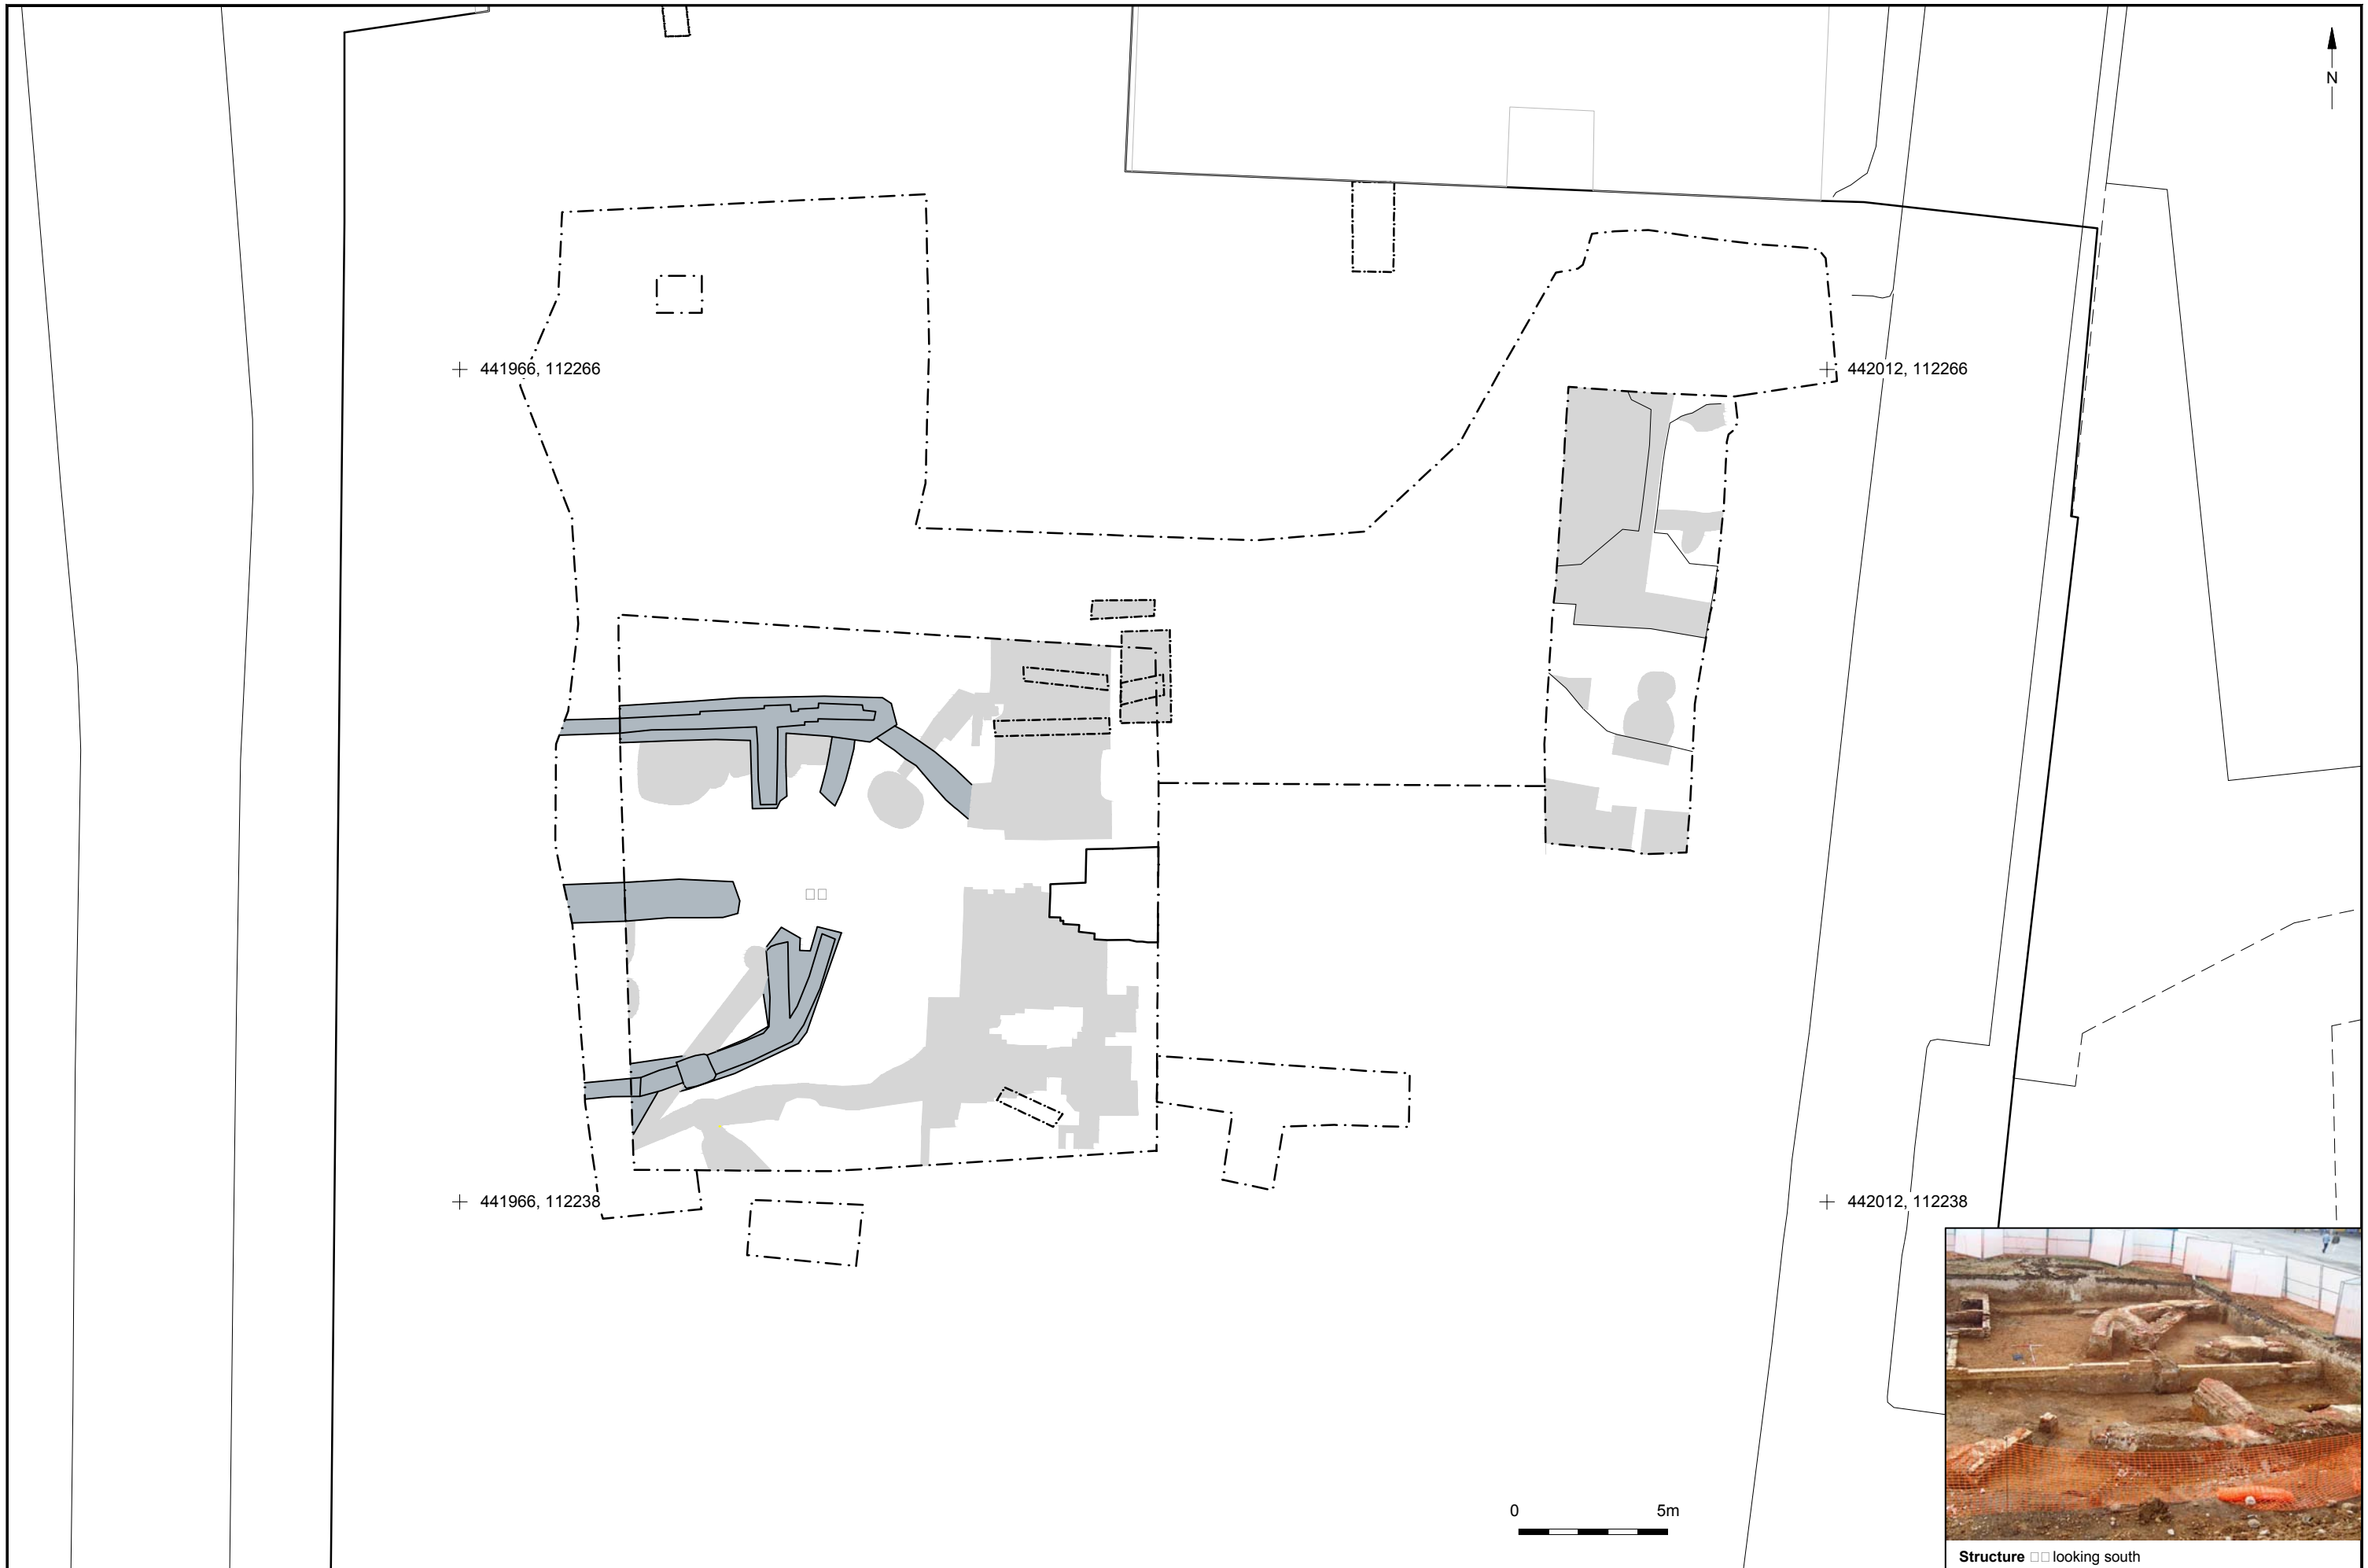 N
441966, 112266
442012, 112266
441966, 112238
442012, 112238
0 5m
Structure □□ looking south